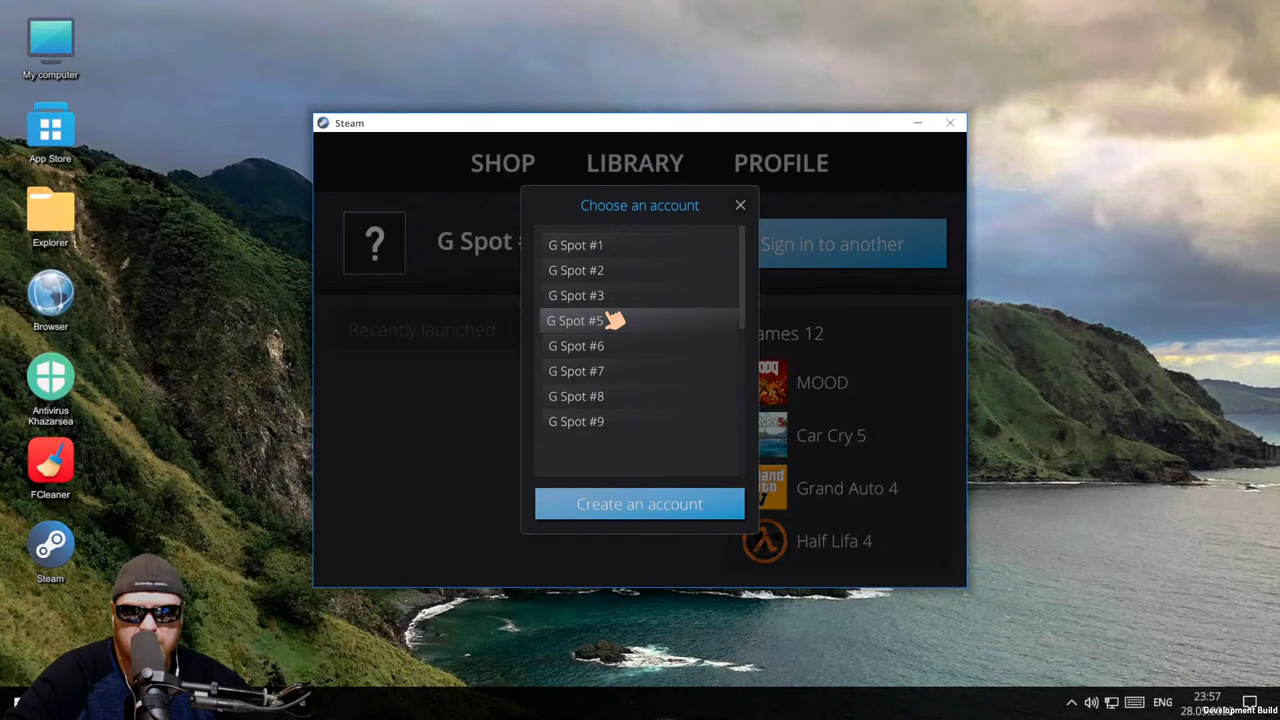 My computer
App Store
Explorer
Browser
Antivirus
Khazarsea
FCleaner
Steam
Steam
SHOP LIBRARY PROFILE
Choose an account
G Spot
Sign in to another
G Spot #1
G Spot #2
G Spot #3
G Spot #5
G Spot #6
G Spot #7
G Spot #8
G Spot #9
Create an account
Recently launched
ames 12
MOOD
Car Cry 5
Grand Auto 4
Half Lifa 4
ENG
23:57
28.0
Development Build